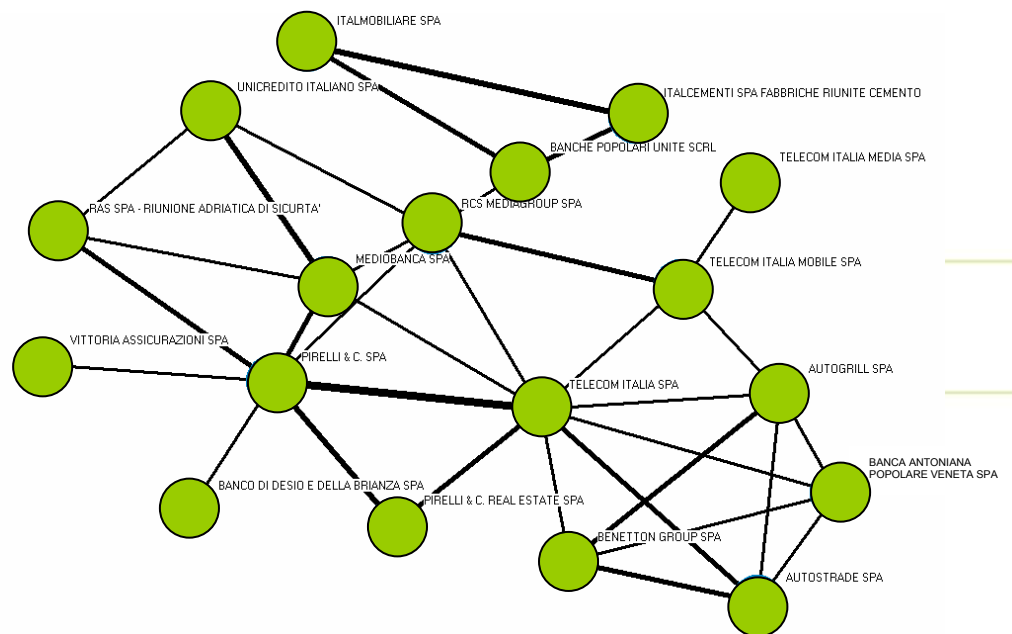 ITALMOBILIARE SPA
UNICREDITO ITALIANO SPA
ITALCEMENTI SPA FABBRICHE RIUNITE CEMENTO
BANCHE POPOLARI UNITE SCRL
TELECOM ITALIA MEDIA SPA
RCS MEDIAGROUP SPA
RAS SPA - RIUNIONE ADRIATICA DI SICURTA'
MEDIOBANCA SPA
TELECOM ITALIA MOBILE SPA
VITTORIA ASSICURAZIONI SPA
PIRELLI & C. SPA
AUTOGRILL SPA
TELECOM ITALIA SPA
BANCA ANTONIANA
POPOLARE VENETA SPA
BANCO DI DESIO E DELLA BRIANZA SPA
PIRELLI & C. REAL ESTATE SPA
BENETTON GROUP SPA
AUTOSTRADE SPA